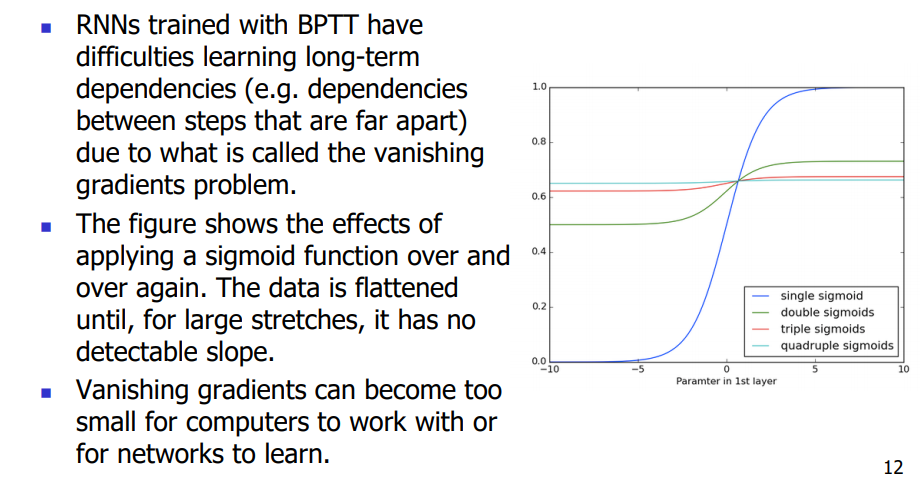 RNNs trained with BPTT have
difficulties learning long-term
dependencies (e.g. dependencies
between steps that are far apart)
due to what is called the vanishing
gradients problem.
The figure shows the effects of
applying a sigmoid function over and
over again. The data is flattened
until, for large stretches, it has no
detectable slope.
Vanishing gradients can become too
small for computers to work with or
for networks to learn.
1.0
0.8
0.6
0.4
0.2
0.0
−10
−5
0
5
10
Paramter in 1st layer
single sigmoid
double sigmoids
triple sigmoids
quadruple sigmoids
12